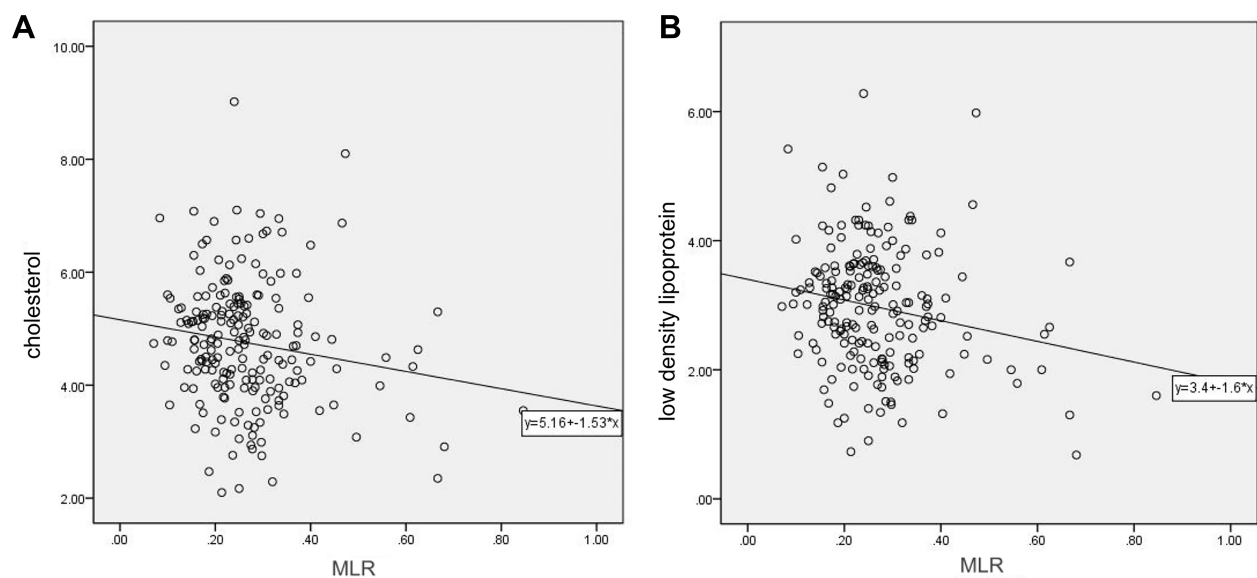 A
cholesterol
10.00
8.00
6.00
4.00
2.00
.00 .20 .40 .60 .80 1.00
MLR
y=5.16+-1.53*x
B
low density lipoprotein
6.00
4.00
2.00
.00
.00 .20 .40 .60 .80 1.00
MLR
y=3.4+-1.6*x